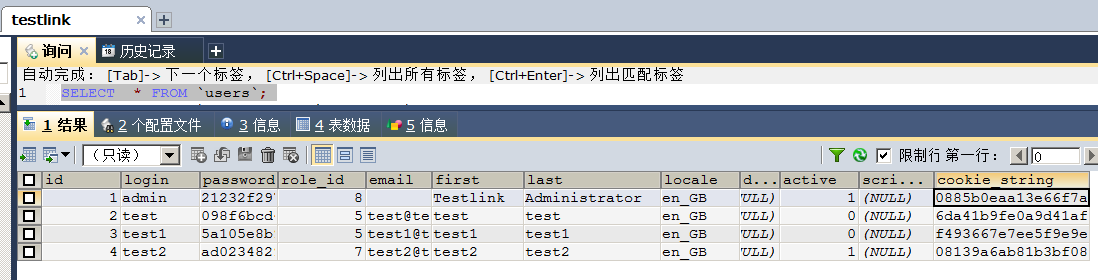 testlink
询问 历史记录
自动完成： [Tab]-> 下一个标签， [Ctrl+Space]-> 列出所有标签， [Ctrl+Enter]-> 列出匹配标签
1 SELECT * FROM `users`;
1 结果 2 个配置文件 3 信息 4 表数据 5 信息
（只读） 限制行 第一行： 0
id login password role_id email first last locale d... active scri... cookie_string
1 admin 21232f29 8 Testlink Administrator en_GB ULL) 1 (NULL) 0885b0eaa13e66f7a
2 test 098f6bcd 5 test@te test test en_GB ULL) 0 (NULL) 6da41b9fe0a9d41af
3 test1 5a105e8b 5 test1@t test1 test1 en_GB ULL) 0 (NULL) f493667e7ee5f9e9e
4 test2 ad023482 7 test2@t test2 test2 en_GB ULL) 1 (NULL) 08139a6ab81b3bf08